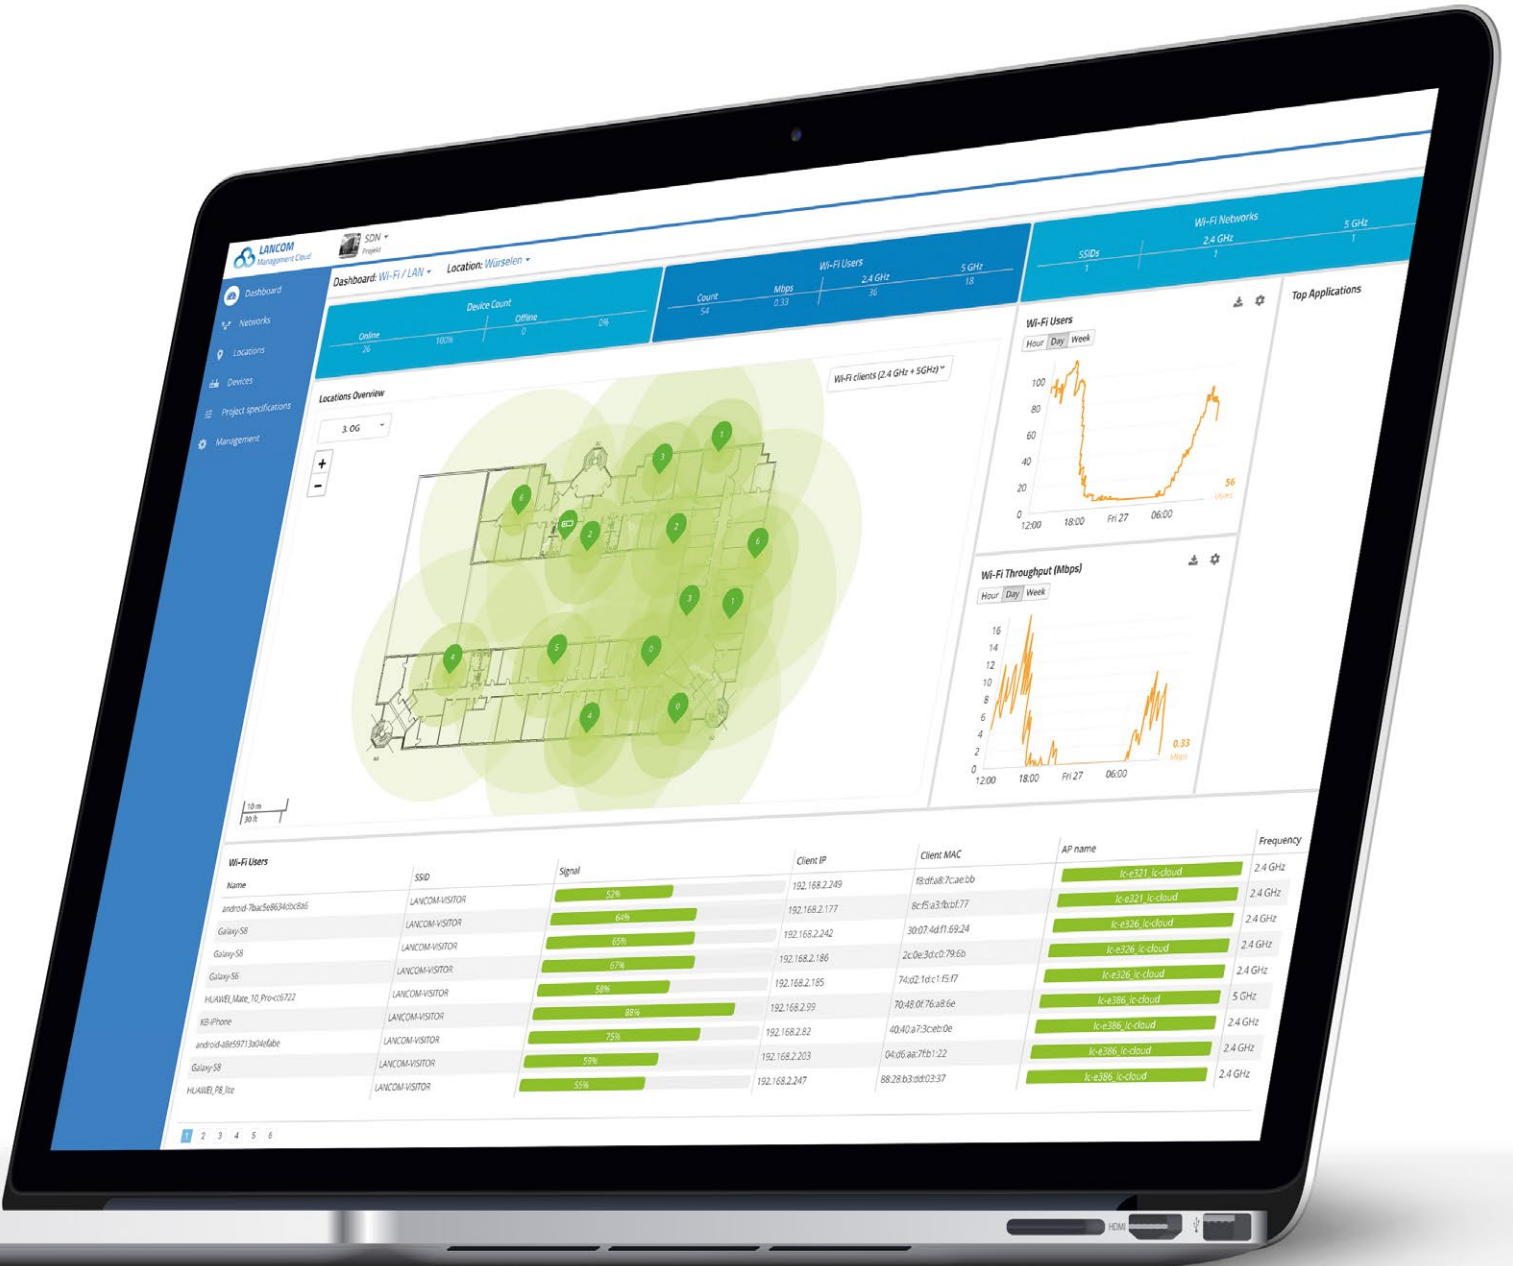 LANCOM
Management Cloud
SDN
Projekt
Dashboard
Networks
Locations
Devices
Project specifications
Management
Dashboard: Wi-Fi / LAN Location: Würselen
Device Count
Online Offline
26 100% 0 0%
Wi-Fi Users
Count Mbps 2.4 GHz 5 GHz
54 0.33 36 18
Wi-Fi Networks
SSIDs 2.4 GHz 5 GHz
1 1 1
Locations Overview
3. OG
Wi-Fi clients (2.4 GHz + 5GHz)
+
-
1
3
6
2
2
6
3
1
4
5
0
4
0
10 m
30 ft
Wi-Fi Users
Hour Day Week
100
80
60
40
20
0
12:00 18:00 Fri 27 06:00
56
Users
Top Applications
Wi-Fi Throughput (Mbps)
Hour Day Week
16
14
12
10
8
6
4
2
0
12:00 18:00 Fri 27 06:00
0.33
Mbps
Wi-Fi Users
Name SSID Signal Client IP Client MAC AP name Frequency
android-7bac5e8634dbc8a6 LANCOM-VISITOR 52% 192.168.2.249 f8:df:a8:7c:ae:bb lc-e321_lc-cloud 2.4 GHz
Galaxy-S8 LANCOM-VISITOR 64% 192.168.2.177 8c:f5:a3:fb:bf:77 lc-e321_lc-cloud 2.4 GHz
Galaxy-S8 LANCOM-VISITOR 65% 192.168.2.242 30:07:4d:f1:69:24 lc-e326_lc-cloud 2.4 GHz
Galaxy-S6 LANCOM-VISITOR 67% 192.168.2.186 2c:0e:3d:c0:79:6b lc-e326_lc-cloud 2.4 GHz
HUAWEI_Mate_10_Pro-cc6722 LANCOM-VISITOR 58% 192.168.2.185 74:d2:1d:c1:f5:f7 lc-e326_lc-cloud 2.4 GHz
KB-iPhone LANCOM-VISITOR 88% 192.168.2.99 70:48:0f:76:a8:6e lc-e386_lc-cloud 5 GHz
android-a8e59713a04efabe LANCOM-VISITOR 75% 192.168.2.82 40:40:a7:3c:eb:0e lc-e386_lc-cloud 2.4 GHz
Galaxy-S8 LANCOM-VISITOR 59% 192.168.2.203 04:d6:aa:7f:b1:22 lc-e386_lc-cloud 2.4 GHz
HUAWEI_P8_lite LANCOM-VISITOR 55% 192.168.2.247 88:28:b3:dd:03:37 lc-e386_lc-cloud 2.4 GHz
1 2 3 4 5 6
HDMI